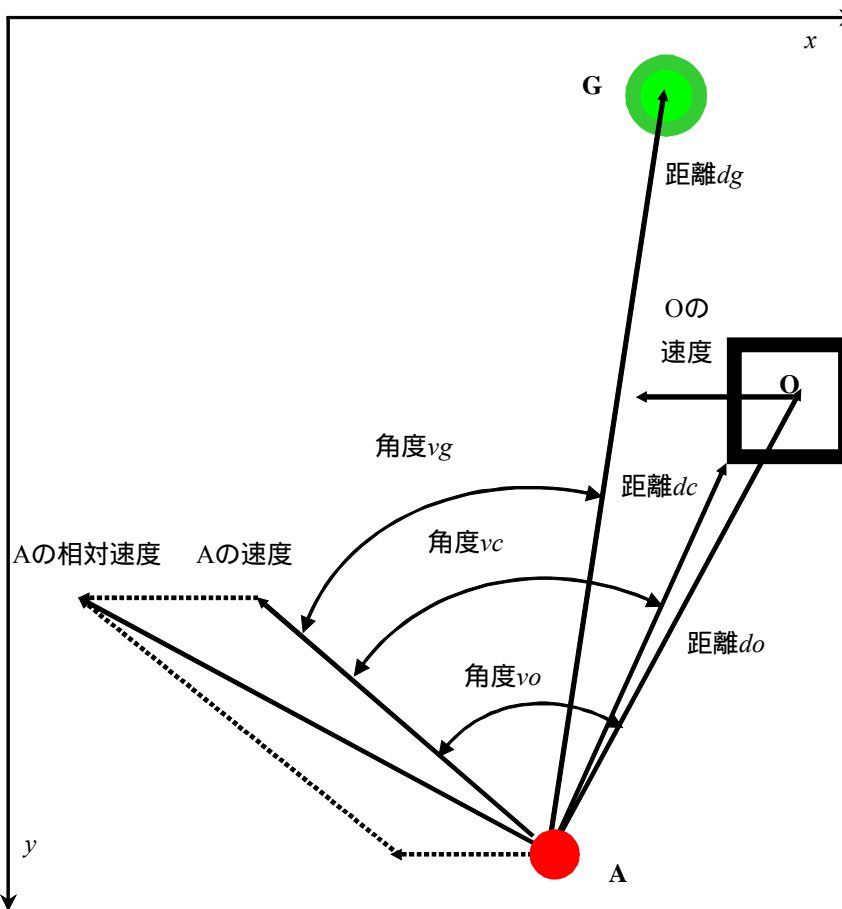 x
G
距離dg
Oの
速度
O
角度vg
距離dc
角度vc
Aの相対速度
Aの速度
距離do
角度vo
y
A